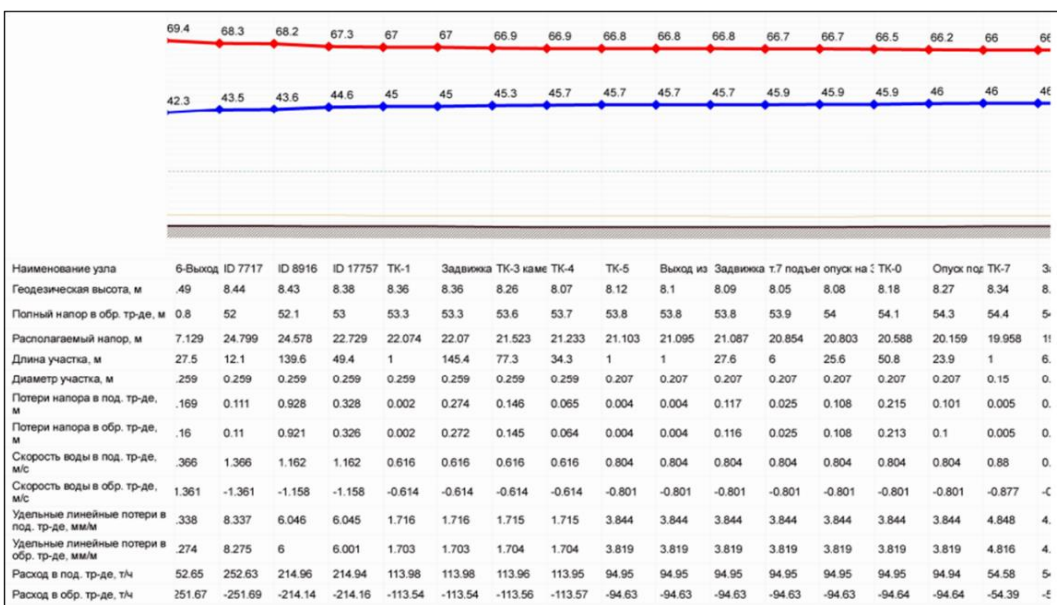 69.4 68.3 68.2 67.3 67 67 66.9 66.9 66.8 66.8 66.8 66.7 66.7 66.5 66.2 66 66
42.3 43.5 43.6 44.6 45 45 45.3 45.7 45.7 45.7 45.7 45.9 45.9 45.9 46 46 46
Наименование узла 6-Выход ID 7717 ID 8916 ID 17757 ТК-1 Задвижка ТК-3 каме ТК-4 ТК-5 Выход из Задвижка т.7 подъем опуск на ТК-0 Опуск под ТК-7
Геодезическая высота, м .49 8.44 8.43 8.38 8.36 8.36 8.26 8.07 8.12 8.1 8.09 8.05 8.08 8.18 8.27 8.34 8.
Полный напор в обр. тр-де, м 0.8 52 52.1 53 53.3 53.3 53.6 53.7 53.8 53.8 53.8 53.9 54 54.1 54.3 54.4
Располагаемый напор, м 7.129 24.799 24.578 22.729 22.074 22.07 21.523 21.233 21.103 21.095 21.087 20.854 20.803 20.588 20.159 19.958
Длина участка, м 27.5 12.1 139.6 49.4 1 145.4 77.3 34.3 1 1 27.6 6 25.6 50.8 23.9 1 6.
Диаметр участка, м .259 0.259 0.259 0.259 0.259 0.259 0.259 0.259 0.207 0.207 0.207 0.207 0.207 0.207 0.207 0.15 0.
Потери напора в под. тр-де,
м .169 0.111 0.928 0.328 0.002 0.274 0.146 0.065 0.004 0.004 0.117 0.025 0.108 0.215 0.101 0.005 0.
Потери напора в обр. тр-де,
м .16 0.11 0.921 0.326 0.002 0.272 0.145 0.064 0.004 0.004 0.116 0.025 0.108 0.213 0.1 0.005 0.
Скорость воды в под. тр-де,
м/с .366 1.366 1.162 1.162 0.616 0.616 0.616 0.616 0.804 0.804 0.804 0.804 0.804 0.804 0.804 0.88 0.
Скорость воды в обр. тр-де,
м/с 1.361 -1.361 -1.158 -1.158 -0.614 -0.614 -0.614 -0.614 -0.801 -0.801 -0.801 -0.801 -0.801 -0.801 -0.801 -0.877
Удельные линейные потери в
под. тр-де, мм/м .338 8.337 6.046 6.045 1.716 1.716 1.715 1.715 3.844 3.844 3.844 3.844 3.844 3.844 3.844 4.848 4.
Удельные линейные потери в
обр. тр-де, мм/м .274 8.275 6 6.001 1.703 1.703 1.704 1.704 3.819 3.819 3.819 3.819 3.819 3.819 3.819 4.816 4.
Расход в под. тр-де, т/ч 52.65 252.63 214.96 214.94 113.98 113.98 113.96 113.95 94.95 94.95 94.95 94.95 94.95 94.95 94.94 54.58
Расход в обр. тр-де, т/ч 251.67 -251.69 -214.14 -214.16 -113.54 -113.54 -113.56 -113.57 -94.63 -94.63 -94.63 -94.63 -94.63 -94.64 -94.64 -54.39